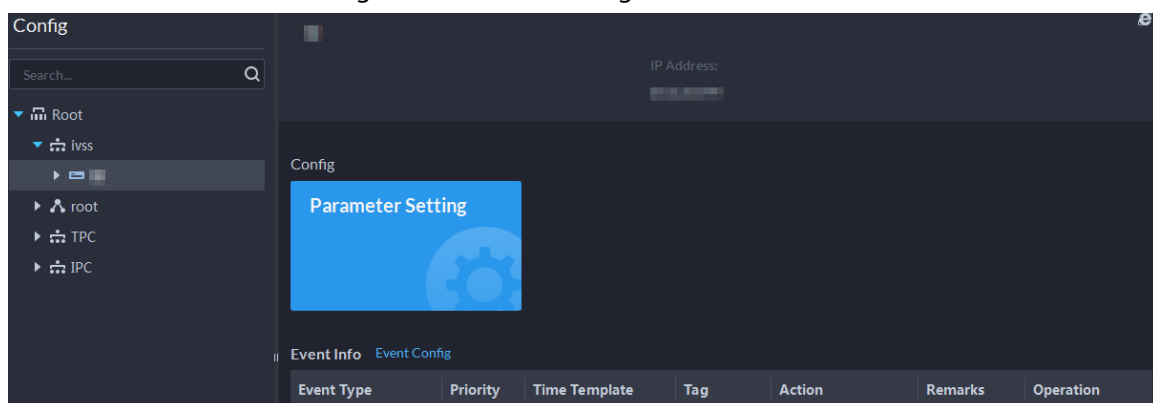 Config
Search...
Root
ivss
root
TPC
IPC
IP Address:
Config
Parameter Setting
Event Info Event Config
Event Type Priority Time Template Tag Action Remarks Operation